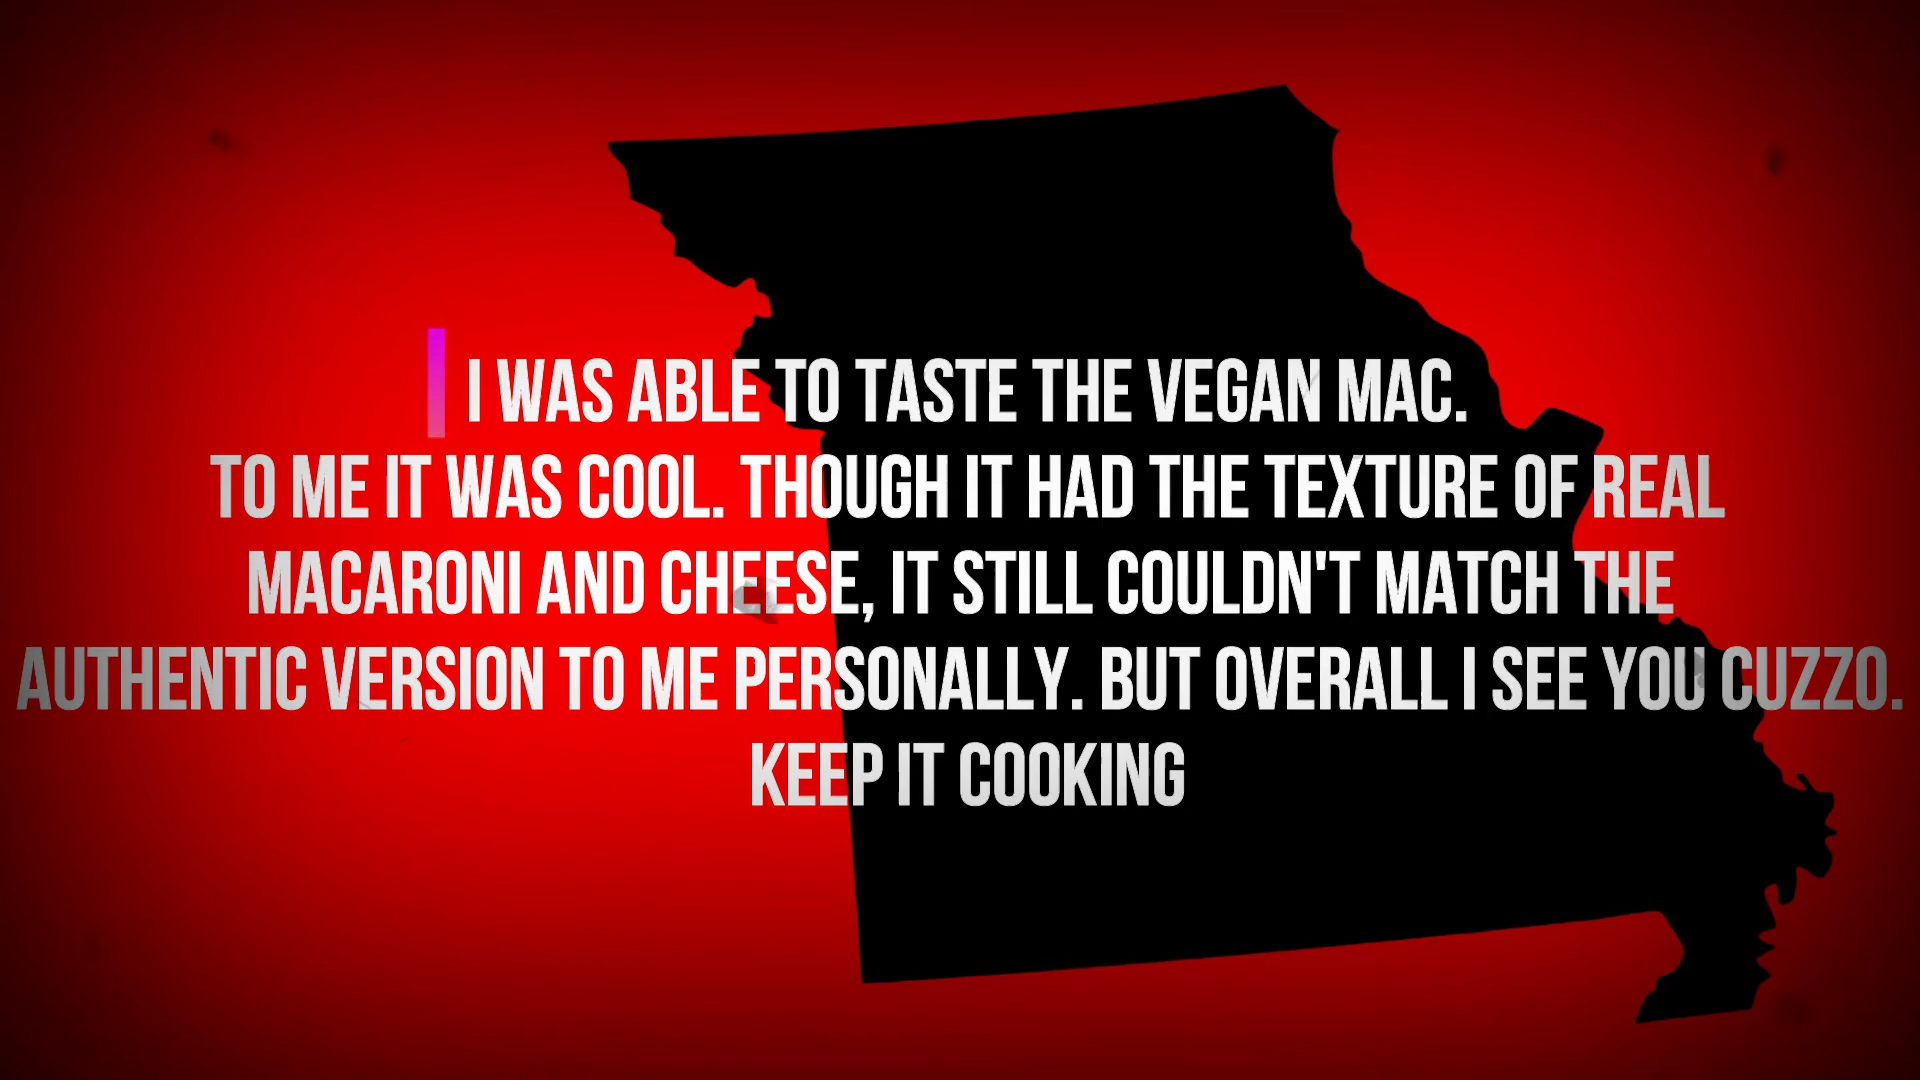 I WAS ABLE TO TASTE THE VEGAN MAC.
TO ME IT WAS COOL. THOUGH IT HAD THE TEXTURE OF REAL
MACARONI AND CHEESE, IT STILL COULDN'T MATCH THE
AUTHENTIC VERSION TO ME PERSONALLY. BUT OVERALL I SEE YOU CUZZO.
KEEP IT COOKING